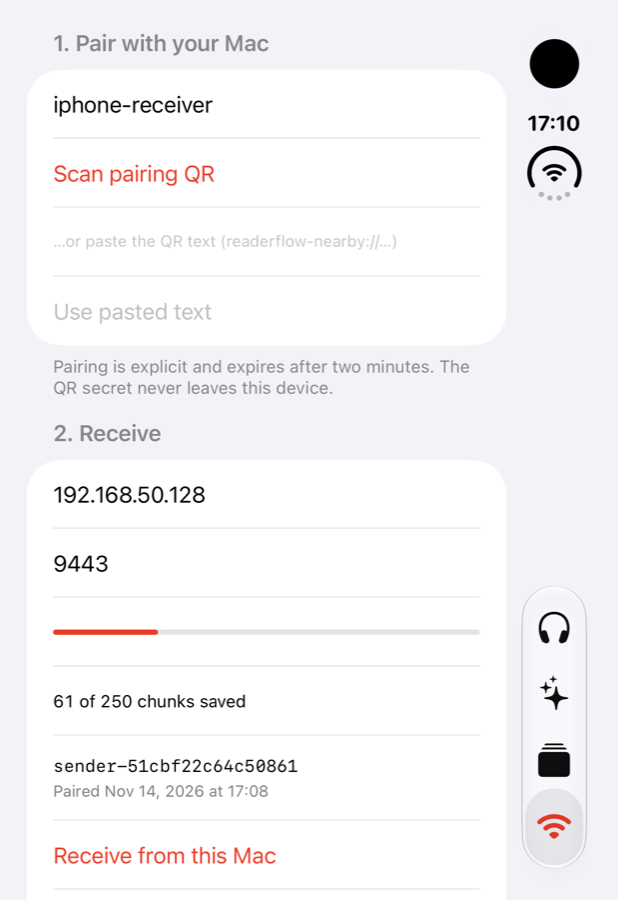 1. Pair with your Mac
17:10
iphone-receiver
Scan pairing QR
...or paste the QR text (readerflow-nearby://...)
Use pasted text
Pairing is explicit and expires after two minutes. The
QR secret never leaves this device.
2. Receive
192.168.50.128
9443
61 of 250 chunks saved
sender-51cbf22c64c50861
Paired Nov 14, 2026 at 17:08
Receive from this Mac